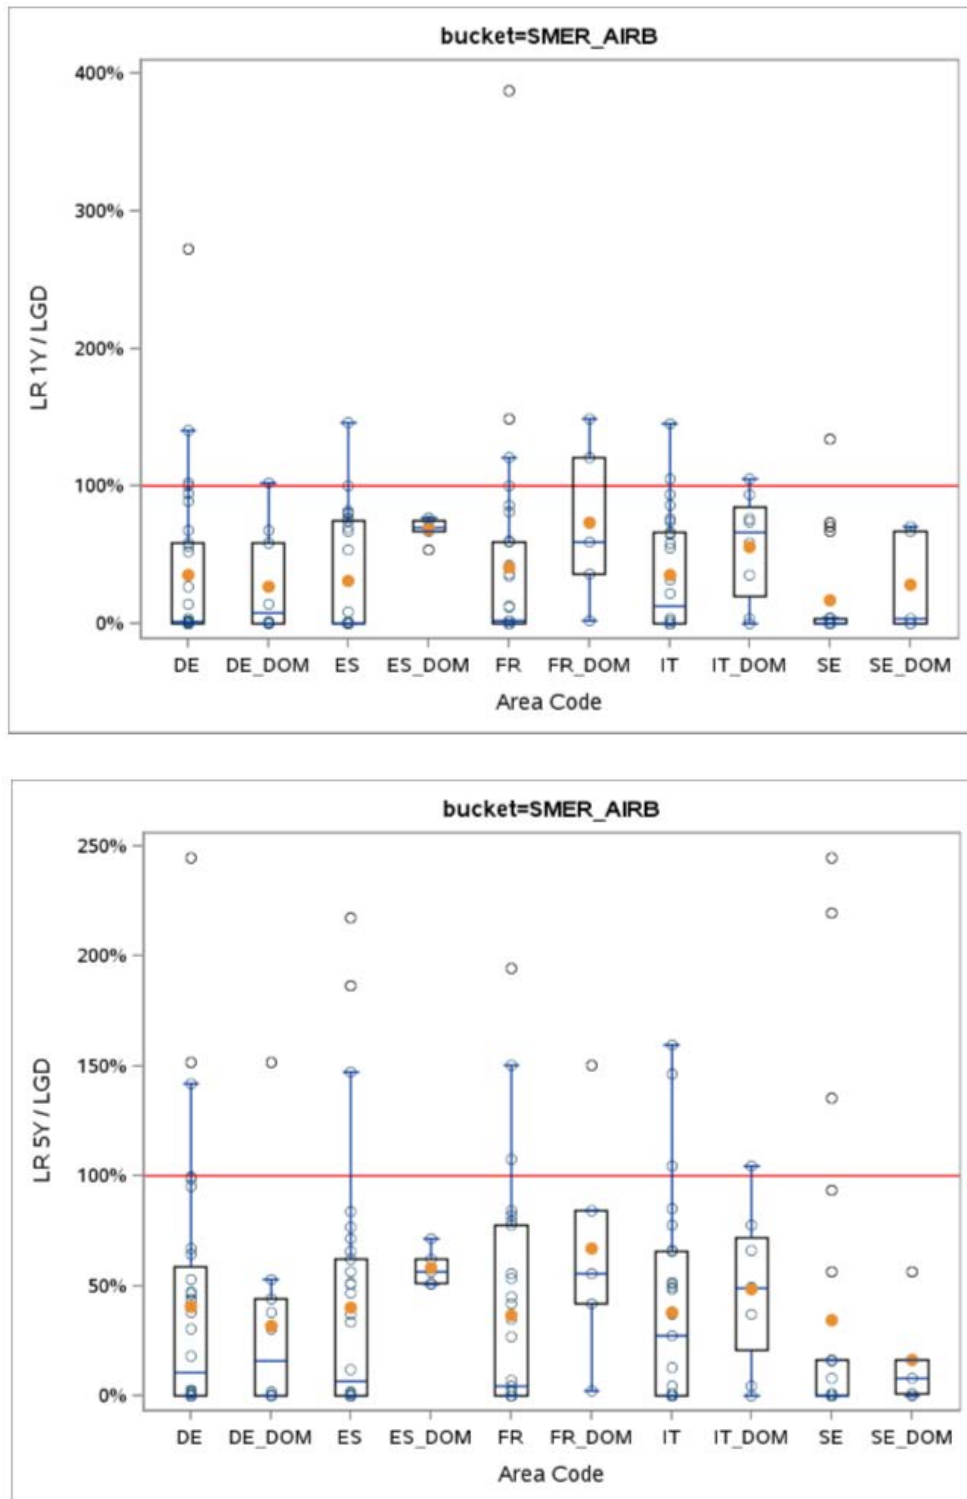 bucket=SMER_AIRB
400%
300%
200%
100%
0%
LR 1Y / LGD
DE DE_DOM ES ES_DOM FR FR_DOM IT IT_DOM SE SE_DOM
Area Code
bucket=SMER_AIRB
250%
200%
150%
100%
50%
0%
LR 5Y / LGD
DE DE_DOM ES ES_DOM FR FR_DOM IT IT_DOM SE SE_DOM
Area Code